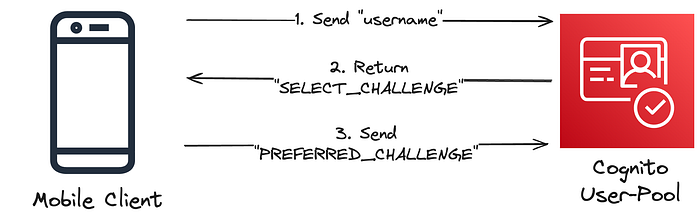 1. Send "username"
2. Return
"SELECT_CHALLENGE"
3. Send
"PREFERRED_CHALLENGE"
Mobile Client
Cognito
User-Pool